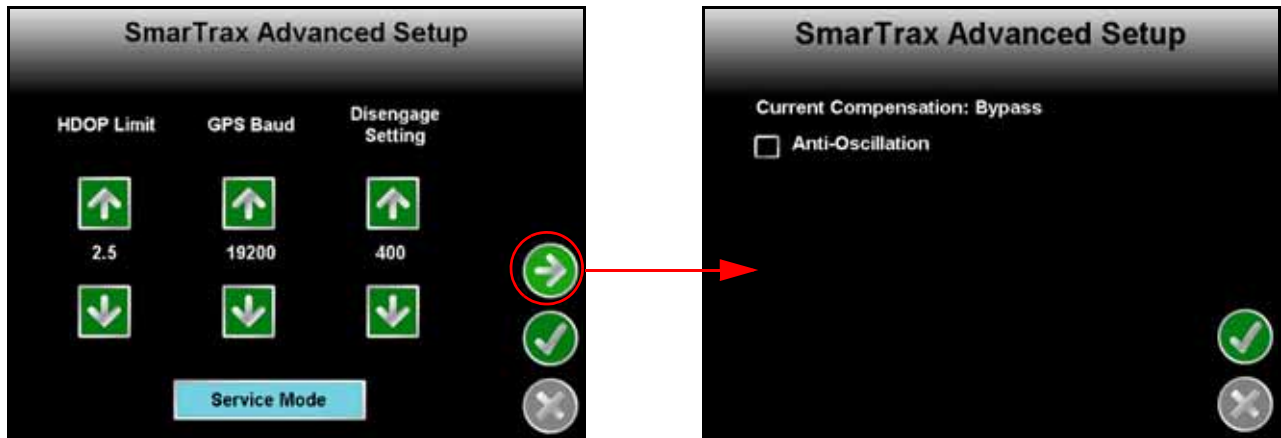 SmarTrax Advanced Setup
HDOP Limit GPS Baud Disengage Setting
2.5 19200 400
Service Mode
SmarTrax Advanced Setup
Current Compensation: Bypass
Anti-Oscillation